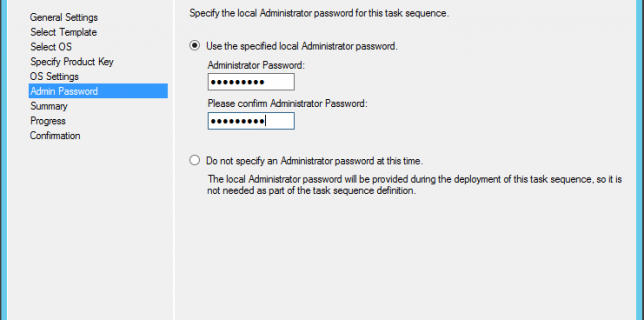 General Settings
Select Template
Select OS
Specify Product Key
OS Settings
Admin Password
Summary
Progress
Confirmation
Specify the local Administrator password for this task sequence.
Use the specified local Administrator password.
Administrator Password:
•••••••••
Please confirm Administrator Password:
•••••••••
Do not specify an Administrator password at this time.
The local Administrator password will be provided during the deployment of this task sequence, so it is
not needed as part of the task sequence definition.